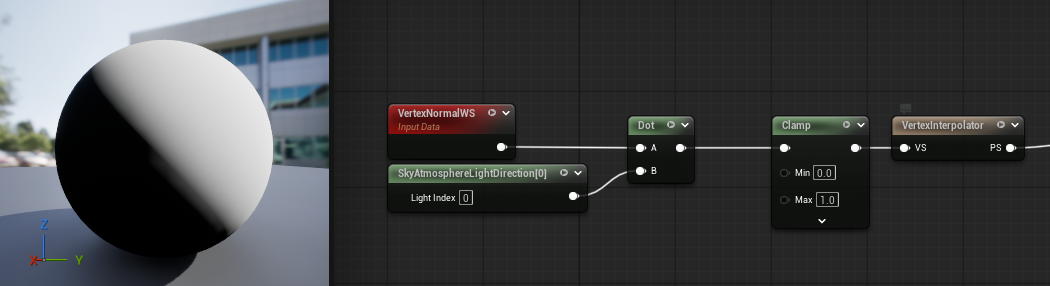 VertexNormalWS
Input Data
SkyAtmosphereLightDirection[0]
Light Index 0
Dot
A
B
Clamp
Min 0.0
Max 1.0
VertexInterpolator
VS PS
Z
X Y